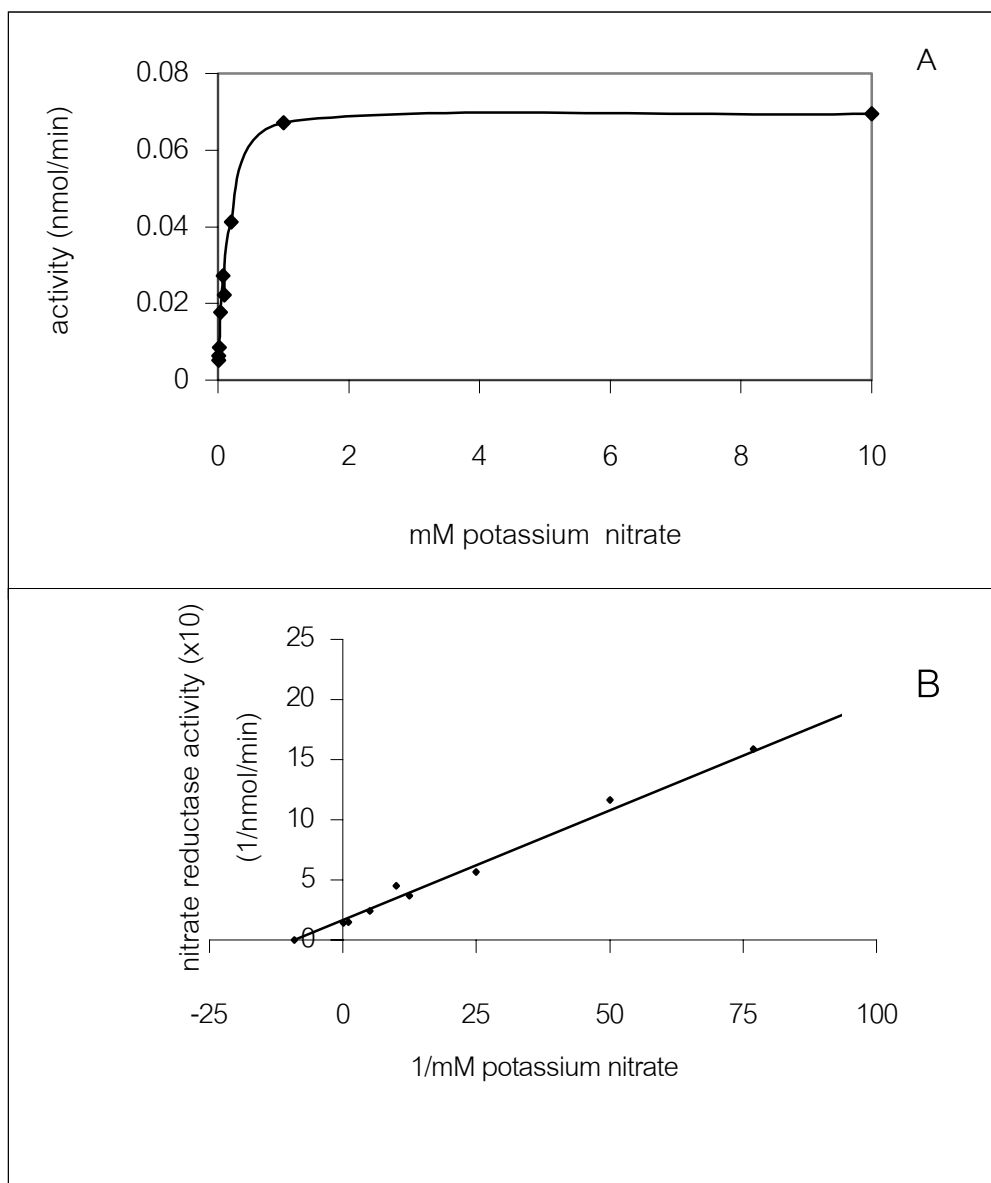 A
0.08
0.06
0.04
0.02
0
activity (nmol/min)
0 2 4 6 8 10
mM potassium nitrate
B
nitrate reductase activity (x10)
(1/nmol/min)
25
20
15
10
5
0
-25 0 25 50 75 100
1/mM potassium nitrate